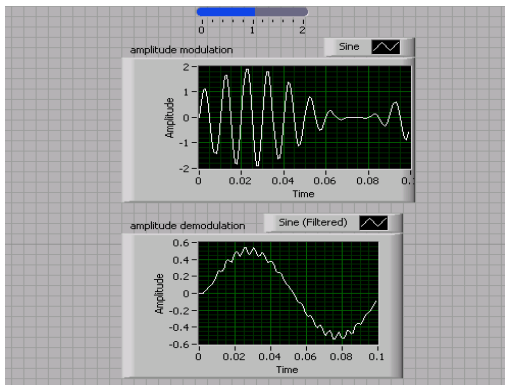 0 1 2
amplitude modulation
Sine
2
1
0
-1
-2
Amplitude
0 0.02 0.04 0.06 0.08 0.1
Time
amplitude demodulation
Sine (Filtered)
0.6
0.4
0.2
0
-0.2
-0.4
-0.6
Amplitude
0 0.02 0.04 0.06 0.08 0.1
Time